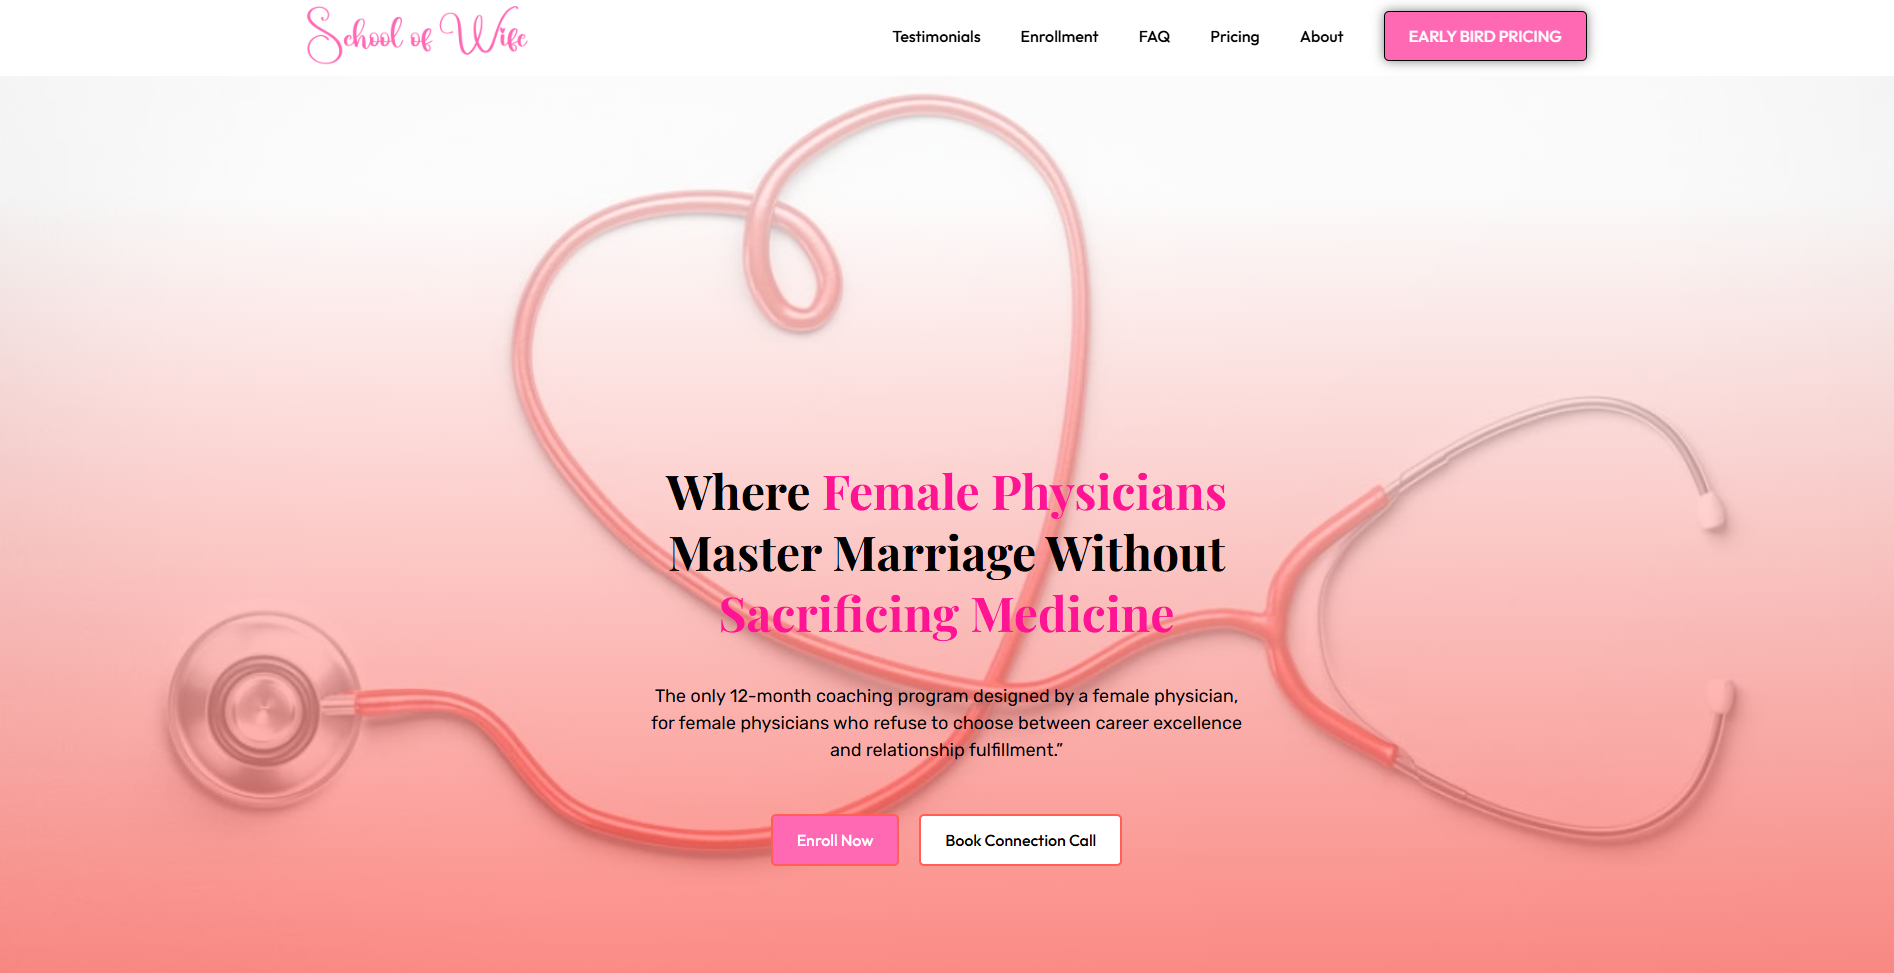 School of Wife
Testimonials
Enrollment
FAQ
Pricing
About
EARLY BIRD PRICING
Where Female Physicians
Master Marriage Without
Sacrificing Medicine
The only 12-month coaching program designed by a female physician,
for female physicians who refuse to choose between career excellence
and relationship fulfillment.”
Enroll Now
Book Connection Call